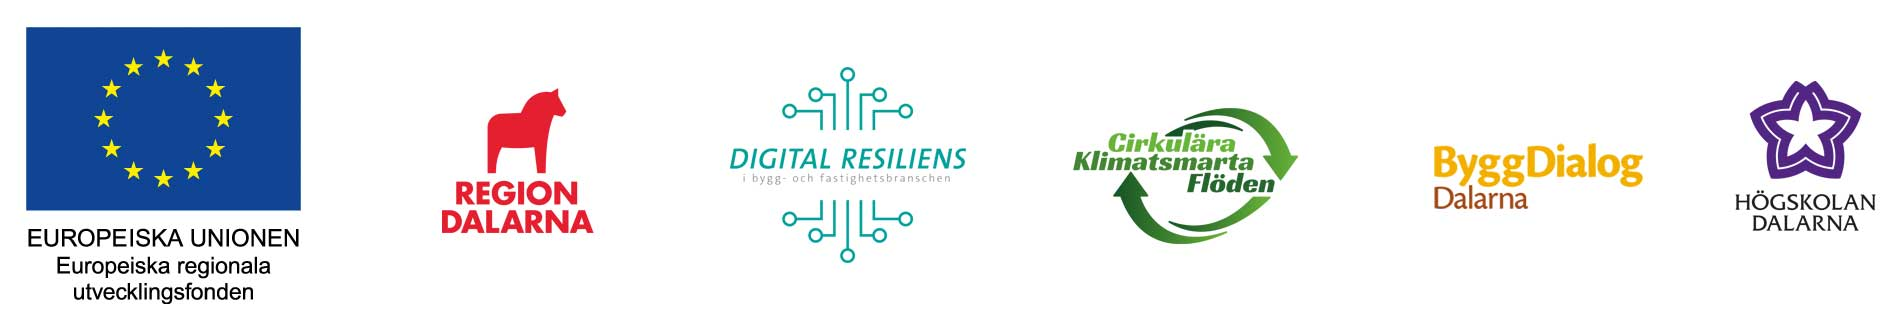 EUROPEISKA UNIONEN
Europeiska regionala
utvecklingsfonden
REGION
DALARNA
DIGITAL RESILIENS
i bygg- och fastighetsbranschen
Cirkulära
Klimatsmarta
Flöden
ByggDialog
Dalarna
HÖGSKOLAN
DALARNA